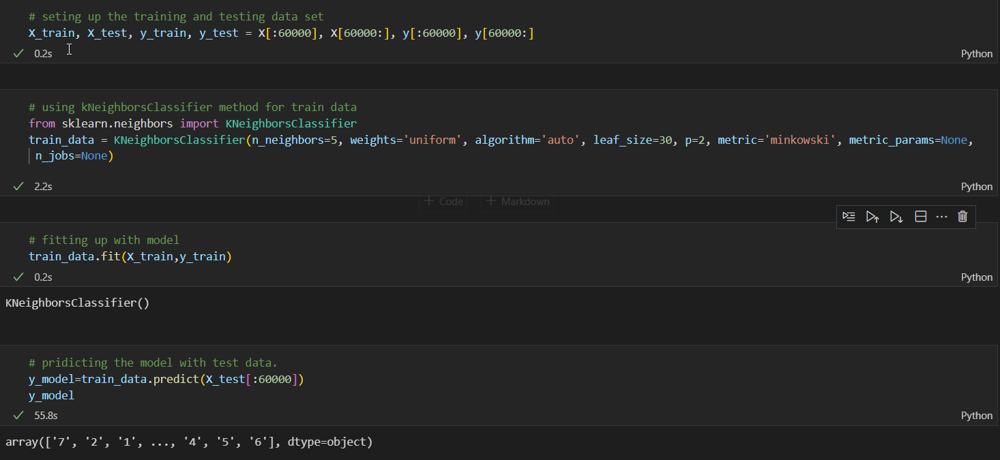 # seting up the training and testing data set
X_train, X_test, y_train, y_test = X[:60000], X[60000:], y[:60000], y[60000:]
0.2s
Python
# using kNeighborsClassifier method for train data
from sklearn.neighbors import KNeighborsClassifier
train_data = KNeighborsClassifier(n_neighbors=5, weights='uniform', algorithm='auto', leaf_size=30, p=2, metric='minkowski', metric_params=None,
n_jobs=None)
2.2s
Python
+ Code + Markdown
# fitting up with model
train_data.fit(X_train,y_train)
0.2s
Python
KNeighborsClassifier()
# pridicting the model with test data.
y_model=train_data.predict(X_test[:60000])
y_model
55.8s
Python
array(['7', '2', '1', ..., '4', '5', '6'], dtype=object)